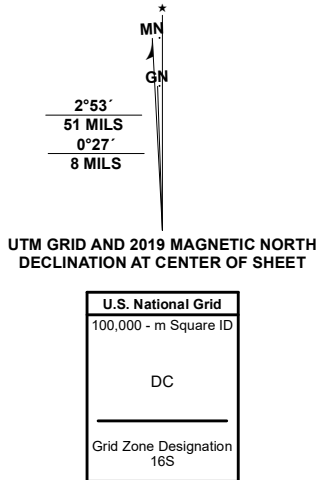 ★
MN
GN
2°53´
51 MILS
0°27´
8 MILS
UTM GRID AND 2019 MAGNETIC NORTH
DECLINATION AT CENTER OF SHEET
U.S. National Grid
100,000 - m Square ID
DC
Grid Zone Designation
16S